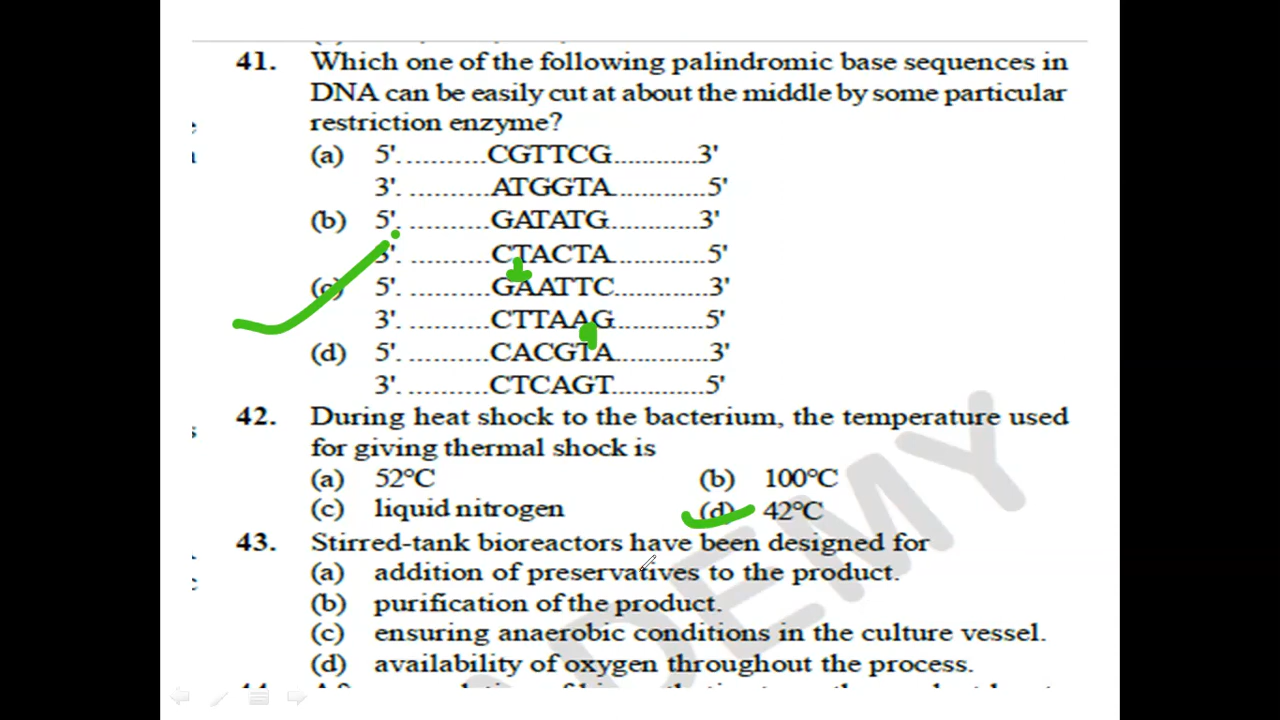 41. Which one of the following palindromic base sequences in
DNA can be easily cut at about the middle by some particular
restriction enzyme?
(a) 5'...........CGTTCG............3'
3'. ..........ATGGTA.............5'
(b) 5'. ..........GATATG............3'
3'. ..........CTACTA.............5'
(c) 5'. ..........GAATTC.............3'
3'. ..........CTTAAG............5'
(d) 5'. ..........CACGTA.............3'
3'. ..........CTCAGT............5'
42. During heat shock to the bacterium, the temperature used
for giving thermal shock is
(a) 52°C (b) 100°C
(c) liquid nitrogen (d) 42°C
43. Stirred-tank bioreactors have been designed for
(a) addition of preservatives to the product.
(b) purification of the product.
(c) ensuring anaerobic conditions in the culture vessel.
(d) availability of oxygen throughout the process.
ADEMY